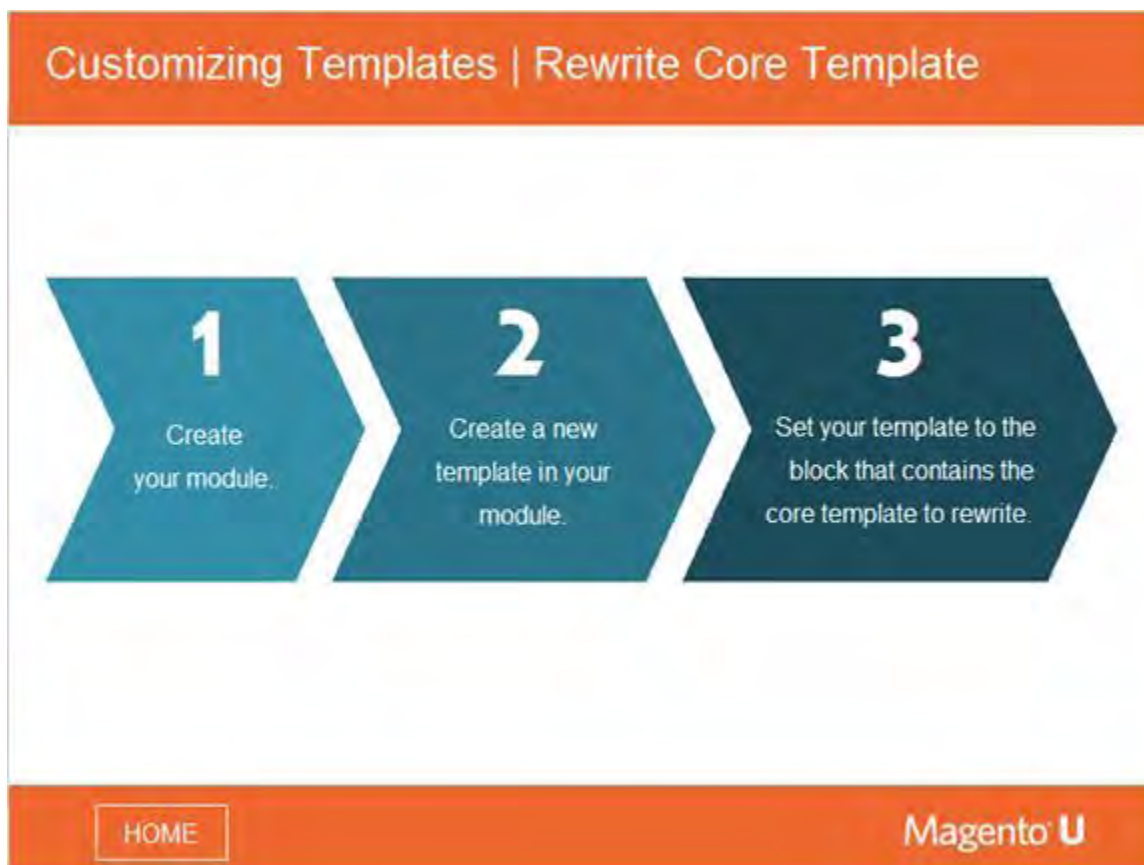 Customizing Templates | Rewrite Core Template
1
Create
your module.
2
Create a new
template in your
module.
3
Set your template to the
block that contains the
core template to rewrite.
HOME
Magento U